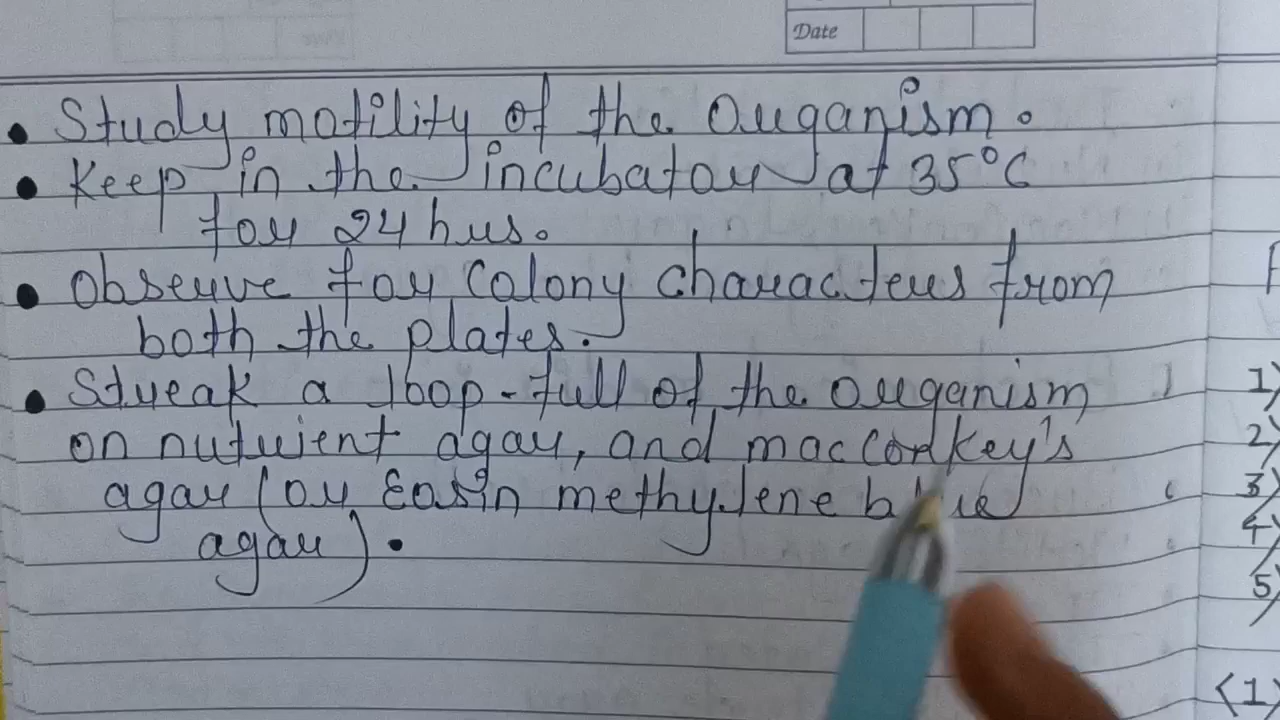 Date
• Study motility of the Organism.
• Keep in the incubator at 35°C
for 24 hrs.
• Observe for Colony characters from
both the plates.
• Streak a loop-full of the Organism
on nutrient agar, and macConkey's
agar (or Eosin methylene blue
agar).
1)
2)
3)
4)
5)
(1)